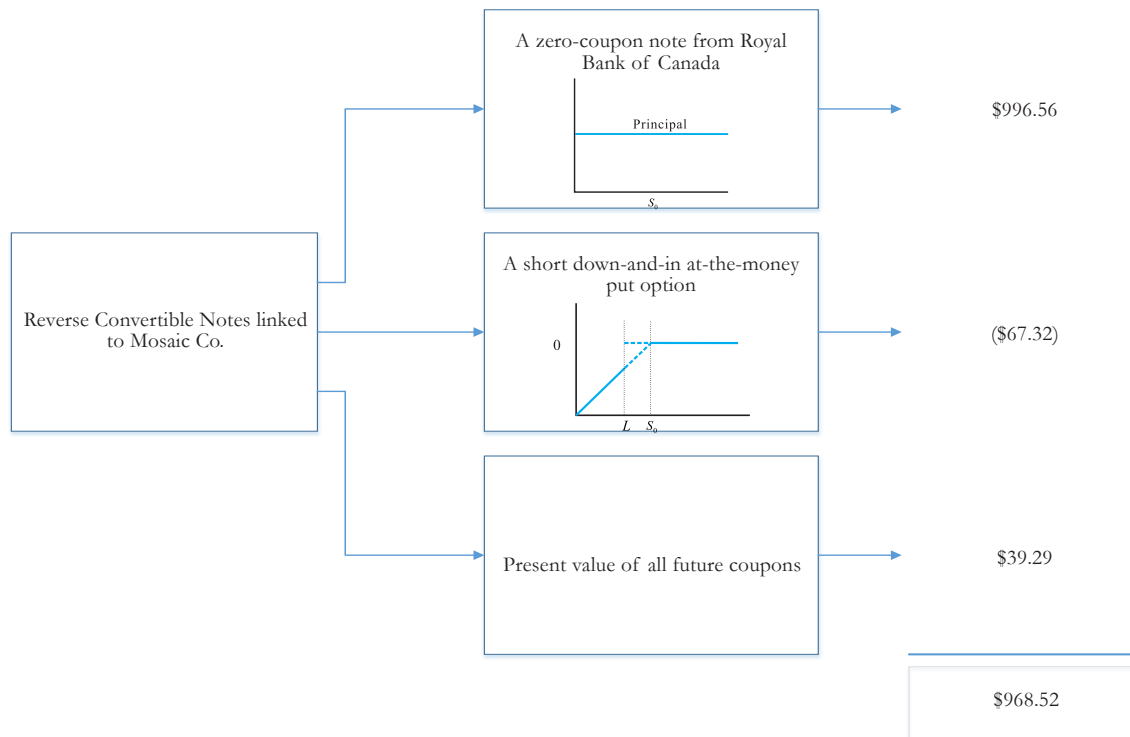 A zero-coupon note from Royal
Bank of Canada
Principal
S₀
$996.56
Reverse Convertible Notes linked
to Mosaic Co.
A short down-and-in at-the-money
put option
0
L S₀
($67.32)
Present value of all future coupons
$39.29
$968.52